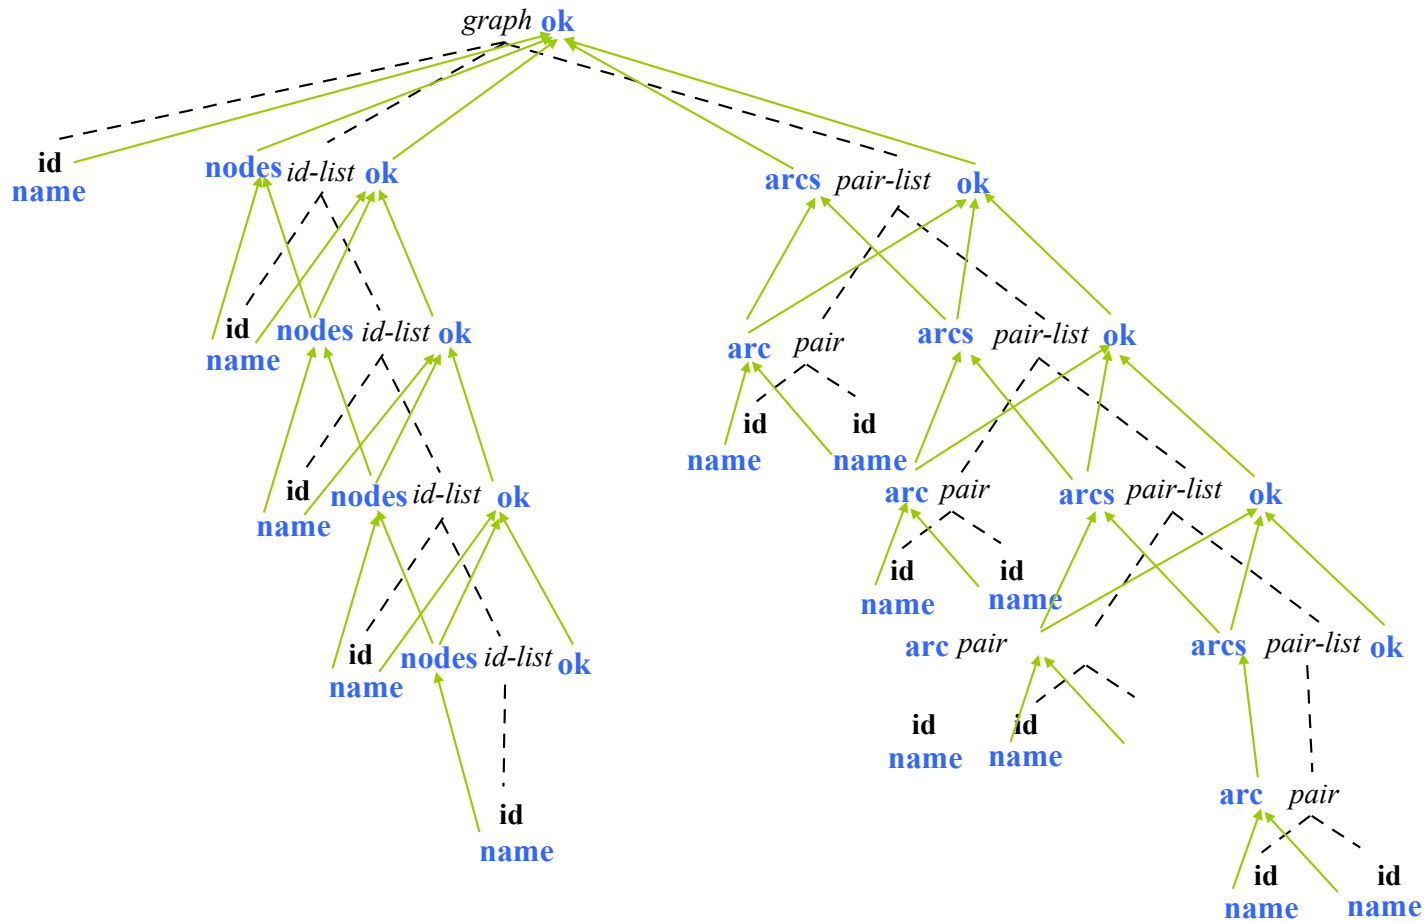 graph ok
id
name
nodes id-list ok
arcs pair-list ok
id
name
nodes id-list ok
arc pair
arcs pair-list ok
id id
name name
id
name
nodes id-list ok
arc pair
arcs pair-list ok
id id
name name
id
name
nodes id-list ok
arc pair
arcs pair-list ok
id id
name name
id
name
arc pair
id id
name name